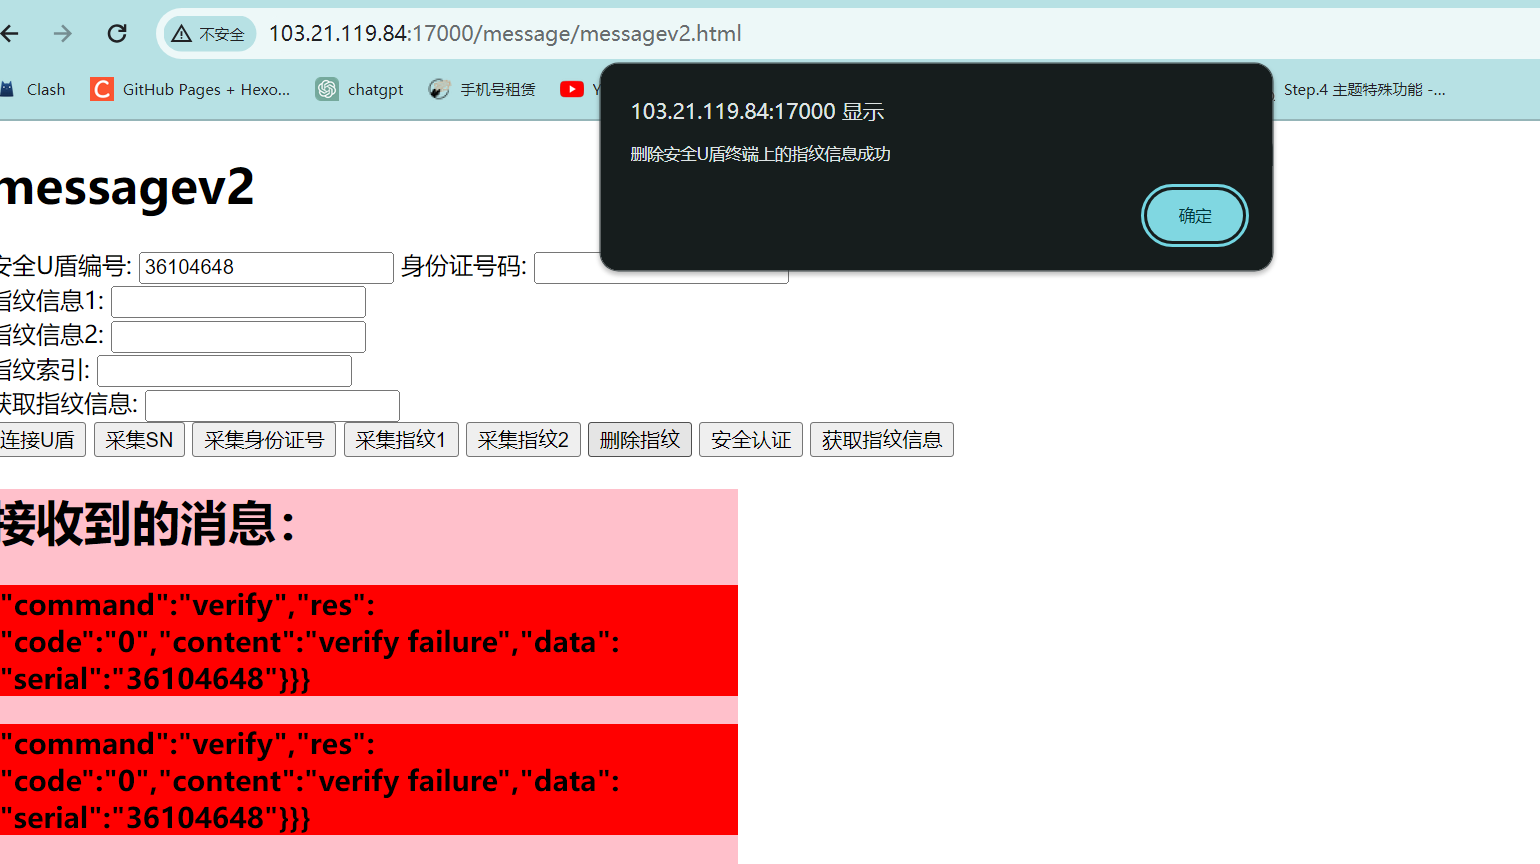 不安全 103.21.119.84:17000/message/messagev2.html
Clash GitHub Pages + Hexo... chatgpt 手机号租赁 Step.4 主题特殊功能 -...
103.21.119.84:17000 显示
删除安全U盾终端上的指纹信息成功
确定
messagev2
安全U盾编号: 36104648 身份证号码:
指纹信息1:
指纹信息2:
指纹索引:
获取指纹信息:
连接U盾 采集SN 采集身份证号 采集指纹1 采集指纹2 删除指纹 安全认证 获取指纹信息
接收到的消息：
"command":"verify","res":
"code":"0","content":"verify failure","data":
"serial":"36104648"}}}
"command":"verify","res":
"code":"0","content":"verify failure","data":
"serial":"36104648"}}}